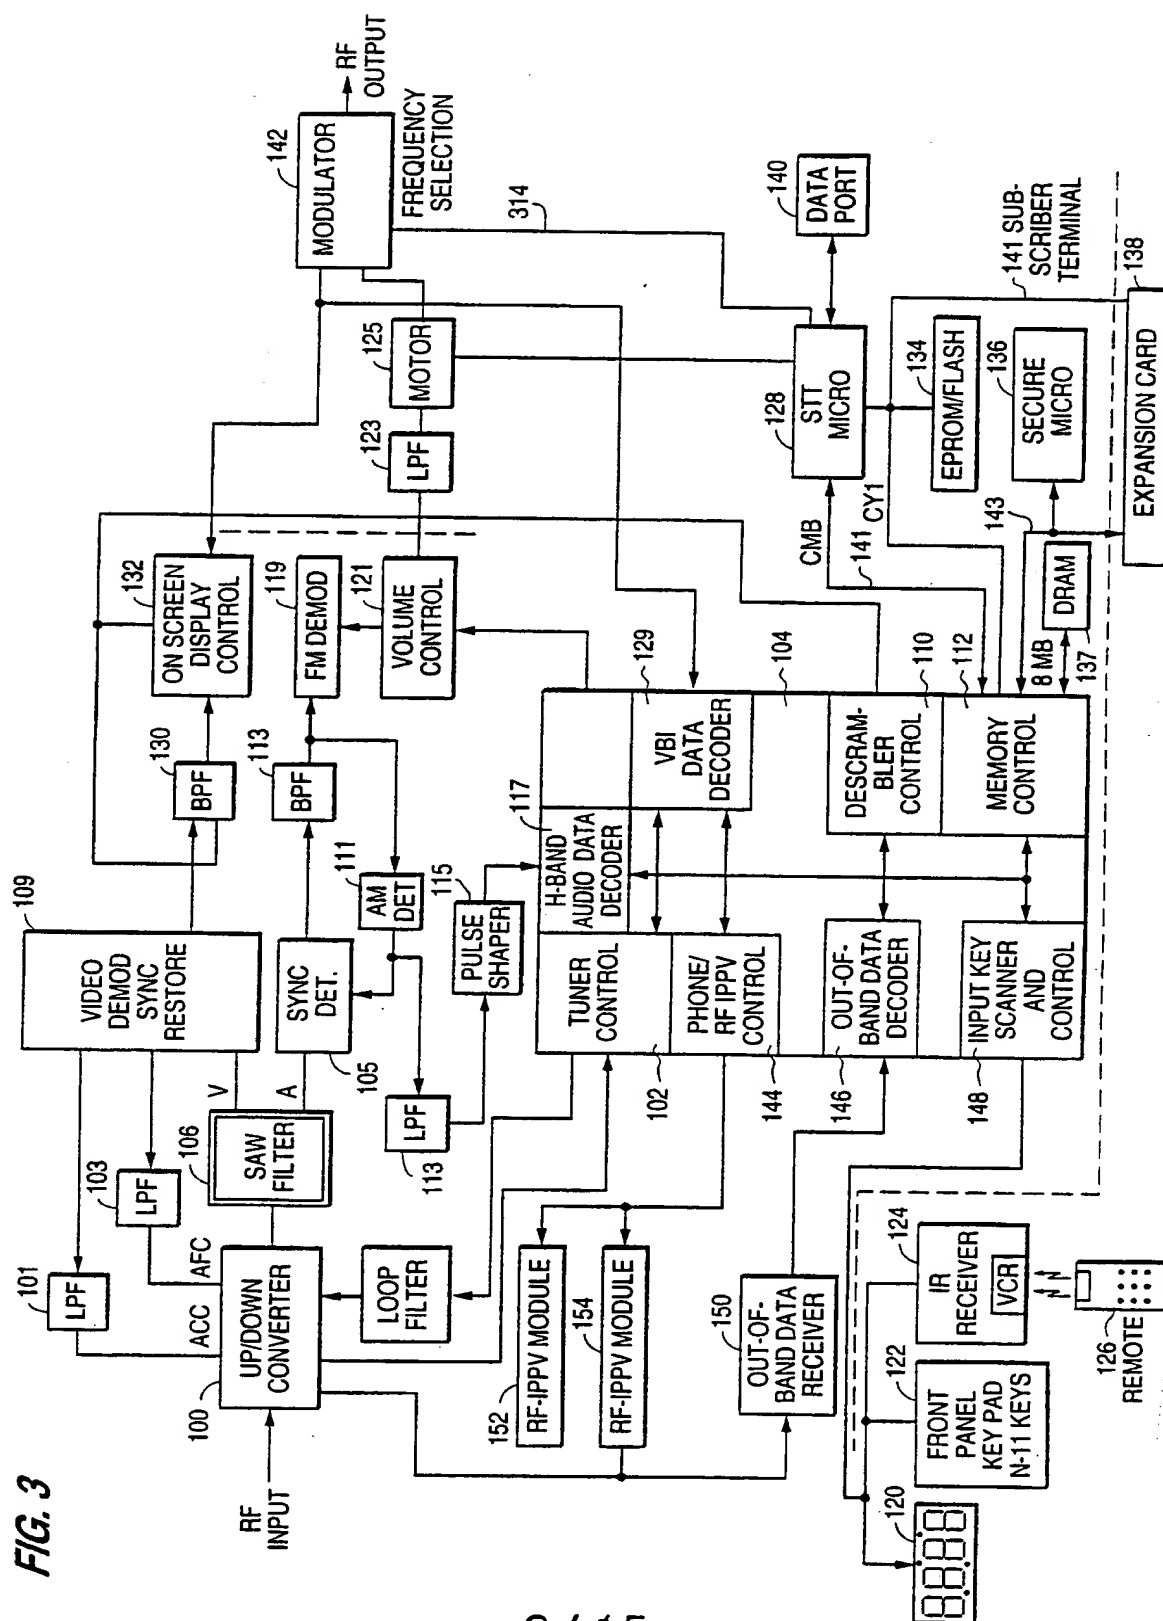 FIG. 3
RF
INPUT
100
UP/DOWN
CONVERTER
ACC
AFC
101
LPF
103
LPF
106
SAW
FILTER
V
A
109
VIDEO
DEMOD
SYNC
RESTORE
105
SYNC
DET.
130
BPF
113
BPF
132
ON SCREEN
DISPLAY
CONTROL
119
FM DEMOD
121
VOLUME
CONTROL
123
LPF
125
MOTOR
142
MODULATOR
RF
OUTPUT
FREQUENCY
SELECTION
314
111
AM
DET
LPF
113
115
PULSE
SHAPER
LOOP
FILTER
152
RF-IPPV MODULE
154
RF-IPPV MODULE
150
OUT-OF-
BAND DATA
RECEIVER
117
H-BAND
AUDIO DATA
DECODER
TUNER
CONTROL
102
PHONE/
RF IPPV
CONTROL
144
129
VBI
DATA
DECODER
104
OUT-OF-
BAND DATA
DECODER
146
DESCRAM-
BLER
CONTROL
110
INPUT KEY
SCANNER
AND
CONTROL
148
MEMORY
CONTROL
112
128
STT
MICRO
140
DATA
PORT
CMB
141
CY1
134
EPROM/FLASH
136
SECURE
MICRO
143
8 MB
DRAM
137
141 SUB-
SCRIBER
TERMINAL
138
EXPANSION CARD
120
88:88
122
FRONT
PANEL
KEY PAD
N-11 KEYS
124
IR
RECEIVER
VCR
126
REMOTE